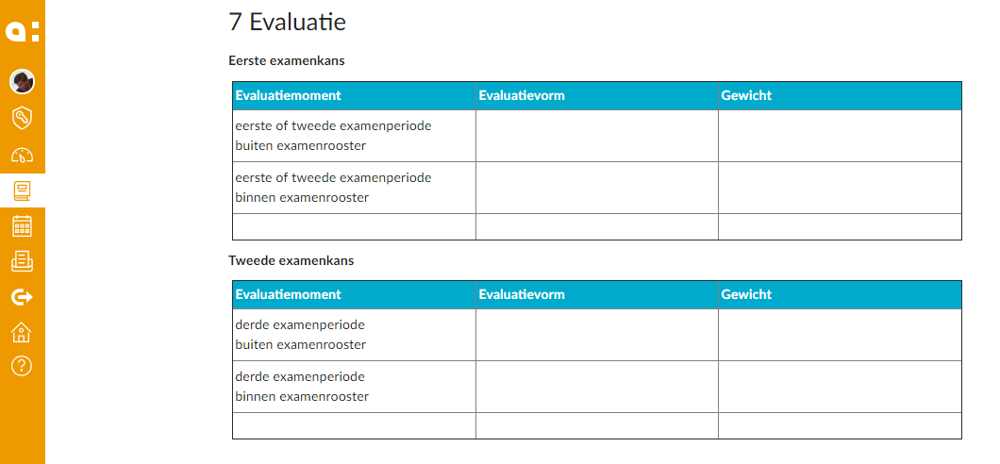 7 Evaluatie
Eerste examenkans
Evaluatiemoment Evaluatievorm Gewicht
eerste of tweede examenperiode
buiten examenrooster
eerste of tweede examenperiode
binnen examenrooster
Tweede examenkans
Evaluatiemoment Evaluatievorm Gewicht
derde examenperiode
buiten examenrooster
derde examenperiode
binnen examenrooster